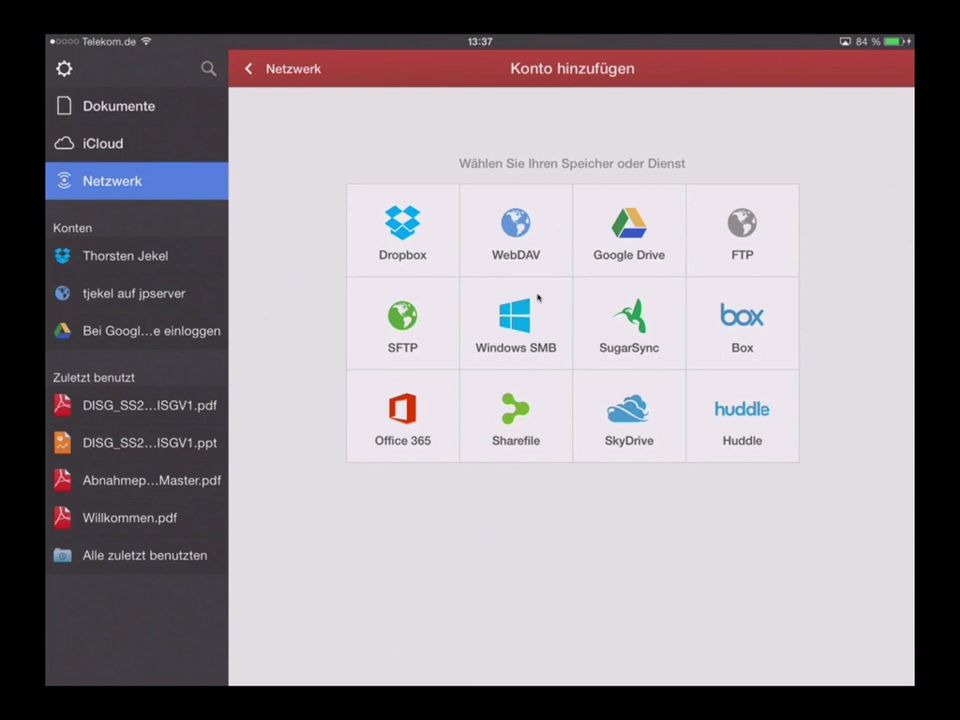 Telekom.de
13:37
84 %
Netzwerk
Konto hinzufügen
Dokumente
iCloud
Netzwerk
Konten
Thorsten Jekel
tjekel auf jpserver
Bei Googl...e einloggen
Zuletzt benutzt
DISG_SS2...ISGV1.pdf
DISG_SS2...ISGV1.ppt
Abnahmep...Master.pdf
Willkommen.pdf
Alle zuletzt benutzten
Wählen Sie Ihren Speicher oder Dienst
Dropbox
WebDAV
Google Drive
FTP
SFTP
Windows SMB
SugarSync
box
Box
Office 365
Sharefile
SkyDrive
huddle
Huddle